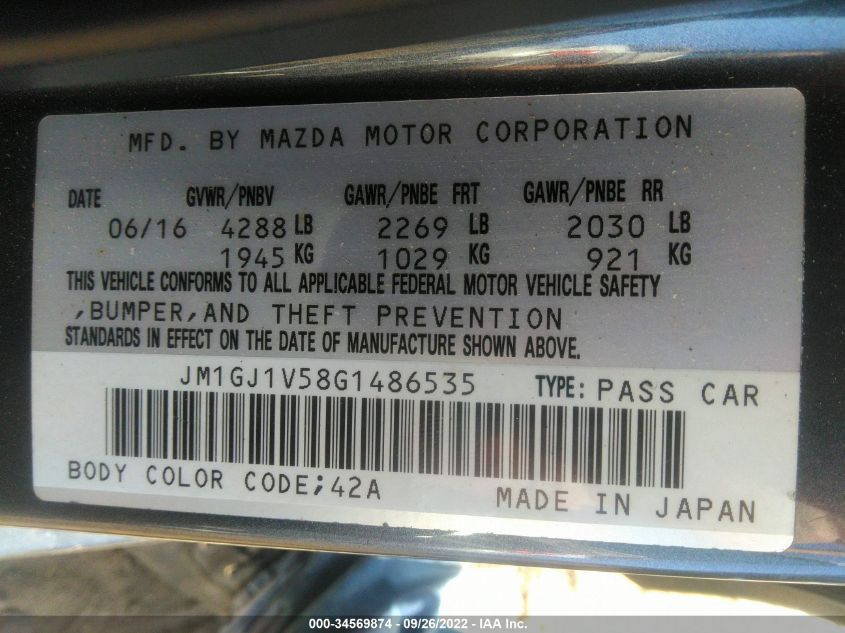 MFD. BY MAZDA MOTOR CORPORATION
DATE GVWR/PNBV GAWR/PNBE FRT GAWR/PNBE RR
06/16 4288 LB 2269 LB 2030 LB
1945 KG 1029 KG 921 KG
THIS VEHICLE CONFORMS TO ALL APPLICABLE FEDERAL MOTOR VEHICLE SAFETY
,BUMPER,AND THEFT PREVENTION
STANDARDS IN EFFECT ON THE DATE OF MANUFACTURE SHOWN ABOVE.
JM1GJ1V58G1486535 TYPE: PASS CAR
BODY COLOR CODE;42A
MADE IN JAPAN
000-34569874 - 09/26/2022 - IAA Inc.